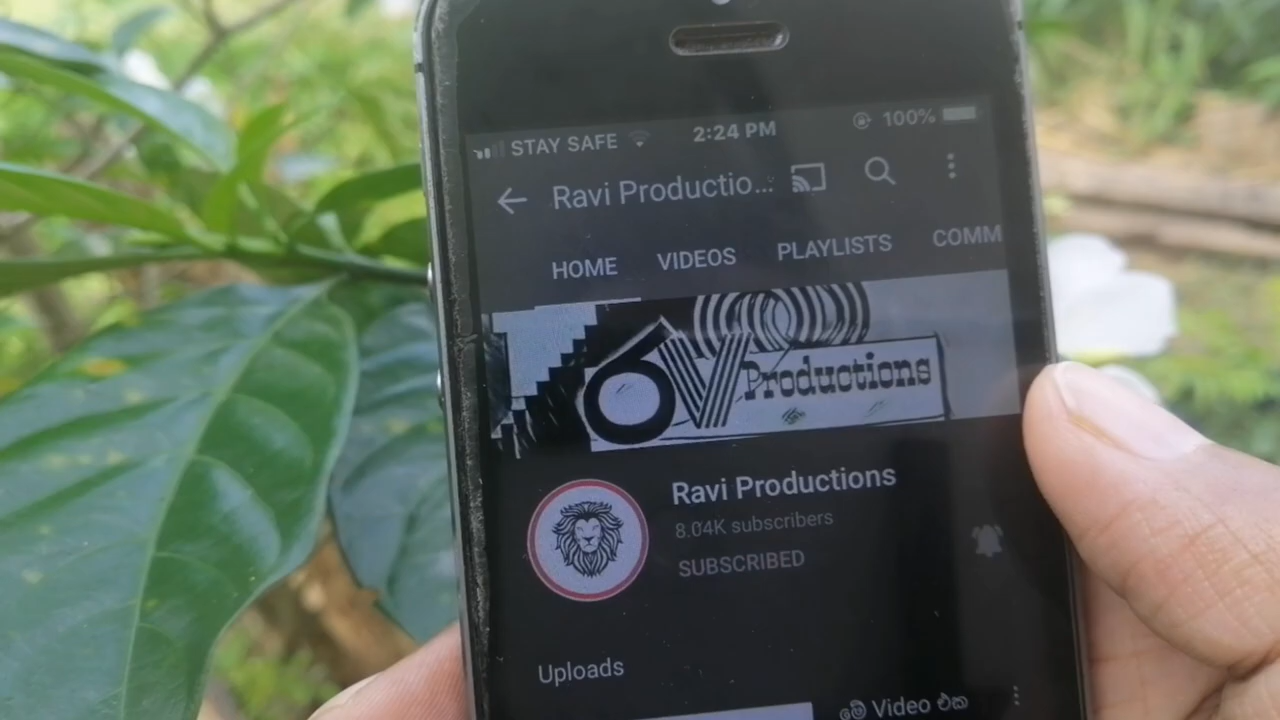 STAY SAFE 2:24 PM 100%
Ravi Productio...
HOME VIDEOS PLAYLISTS COMM
6V Productions
Ravi Productions
8.04K subscribers
SUBSCRIBED
Uploads
මේ Video එක